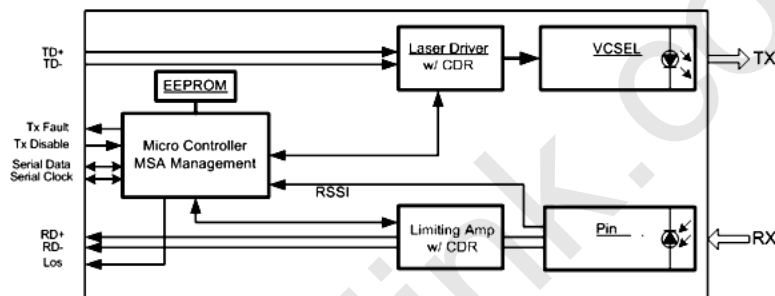 TD+
TD-
Laser Driver
w/ CDR
VCSEL
TX
EEPROM
Tx Fault
Tx Disable
Serial Data
Serial Clock
Micro Controller
MSA Management
RSSI
RD+
RD-
Los
Limiting Amp
w/ CDR
Pin
RX